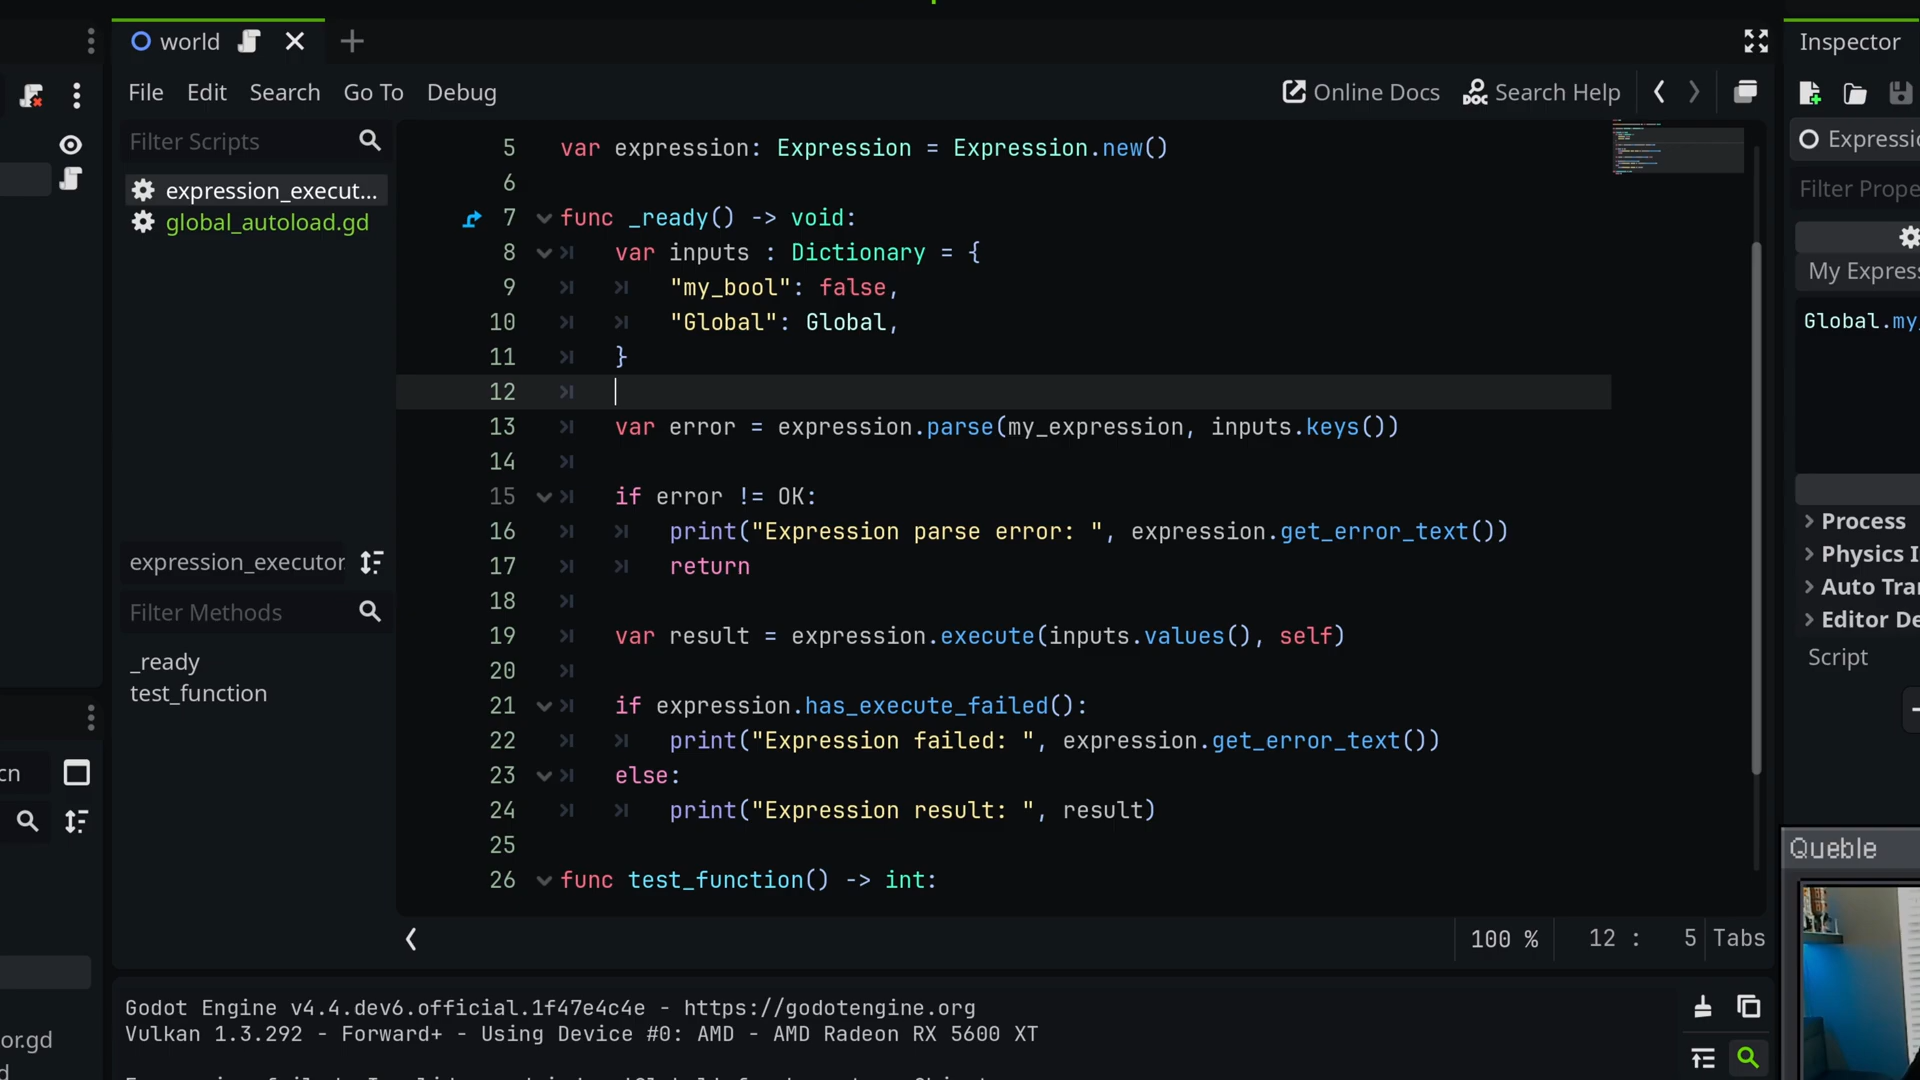 world
Inspector
File Edit Search Go To Debug
Online Docs Search Help
Filter Scripts
expression_execut...
global_autoload.gd
expression_executor
Filter Methods
_ready
test_function
5 var expression: Expression = Expression.new()
6
7 func _ready() -> void:
8 var inputs : Dictionary = {
9 "my_bool": false,
10 "Global": Global,
11 }
12
13 var error = expression.parse(my_expression, inputs.keys())
14
15 if error != OK:
16 print("Expression parse error: ", expression.get_error_text())
17 return
18
19 var result = expression.execute(inputs.values(), self)
20
21 if expression.has_execute_failed():
22 print("Expression failed: ", expression.get_error_text())
23 else:
24 print("Expression result: ", result)
25
26 func test_function() -> int:
100 % 12 : 5 Tabs
Godot Engine v4.4.dev6.official.1f47e4c4e - https://godotengine.org
Vulkan 1.3.292 - Forward+ - Using Device #0: AMD - AMD Radeon RX 5600 XT
Expressio
Filter Prope
My Express
Global.my_
Process
Physics I
Auto Tra
Editor De
Script
Queble
cn
or.gd